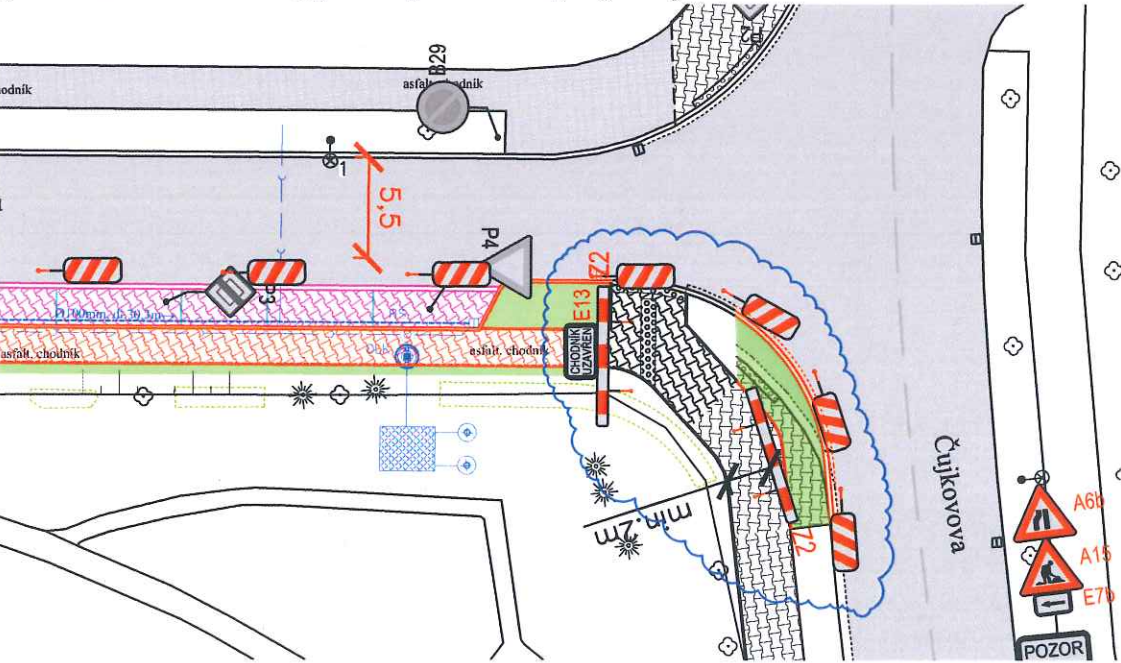 B29
asfalt. chodník
1
5,5
P4
Z2
E13
CHODNÍK
UZAVŘEN
asfalt. chodník
asfalt. chodník
min. 2m
Z2
Čujkovova
A6b
A15
E7b
POZOR